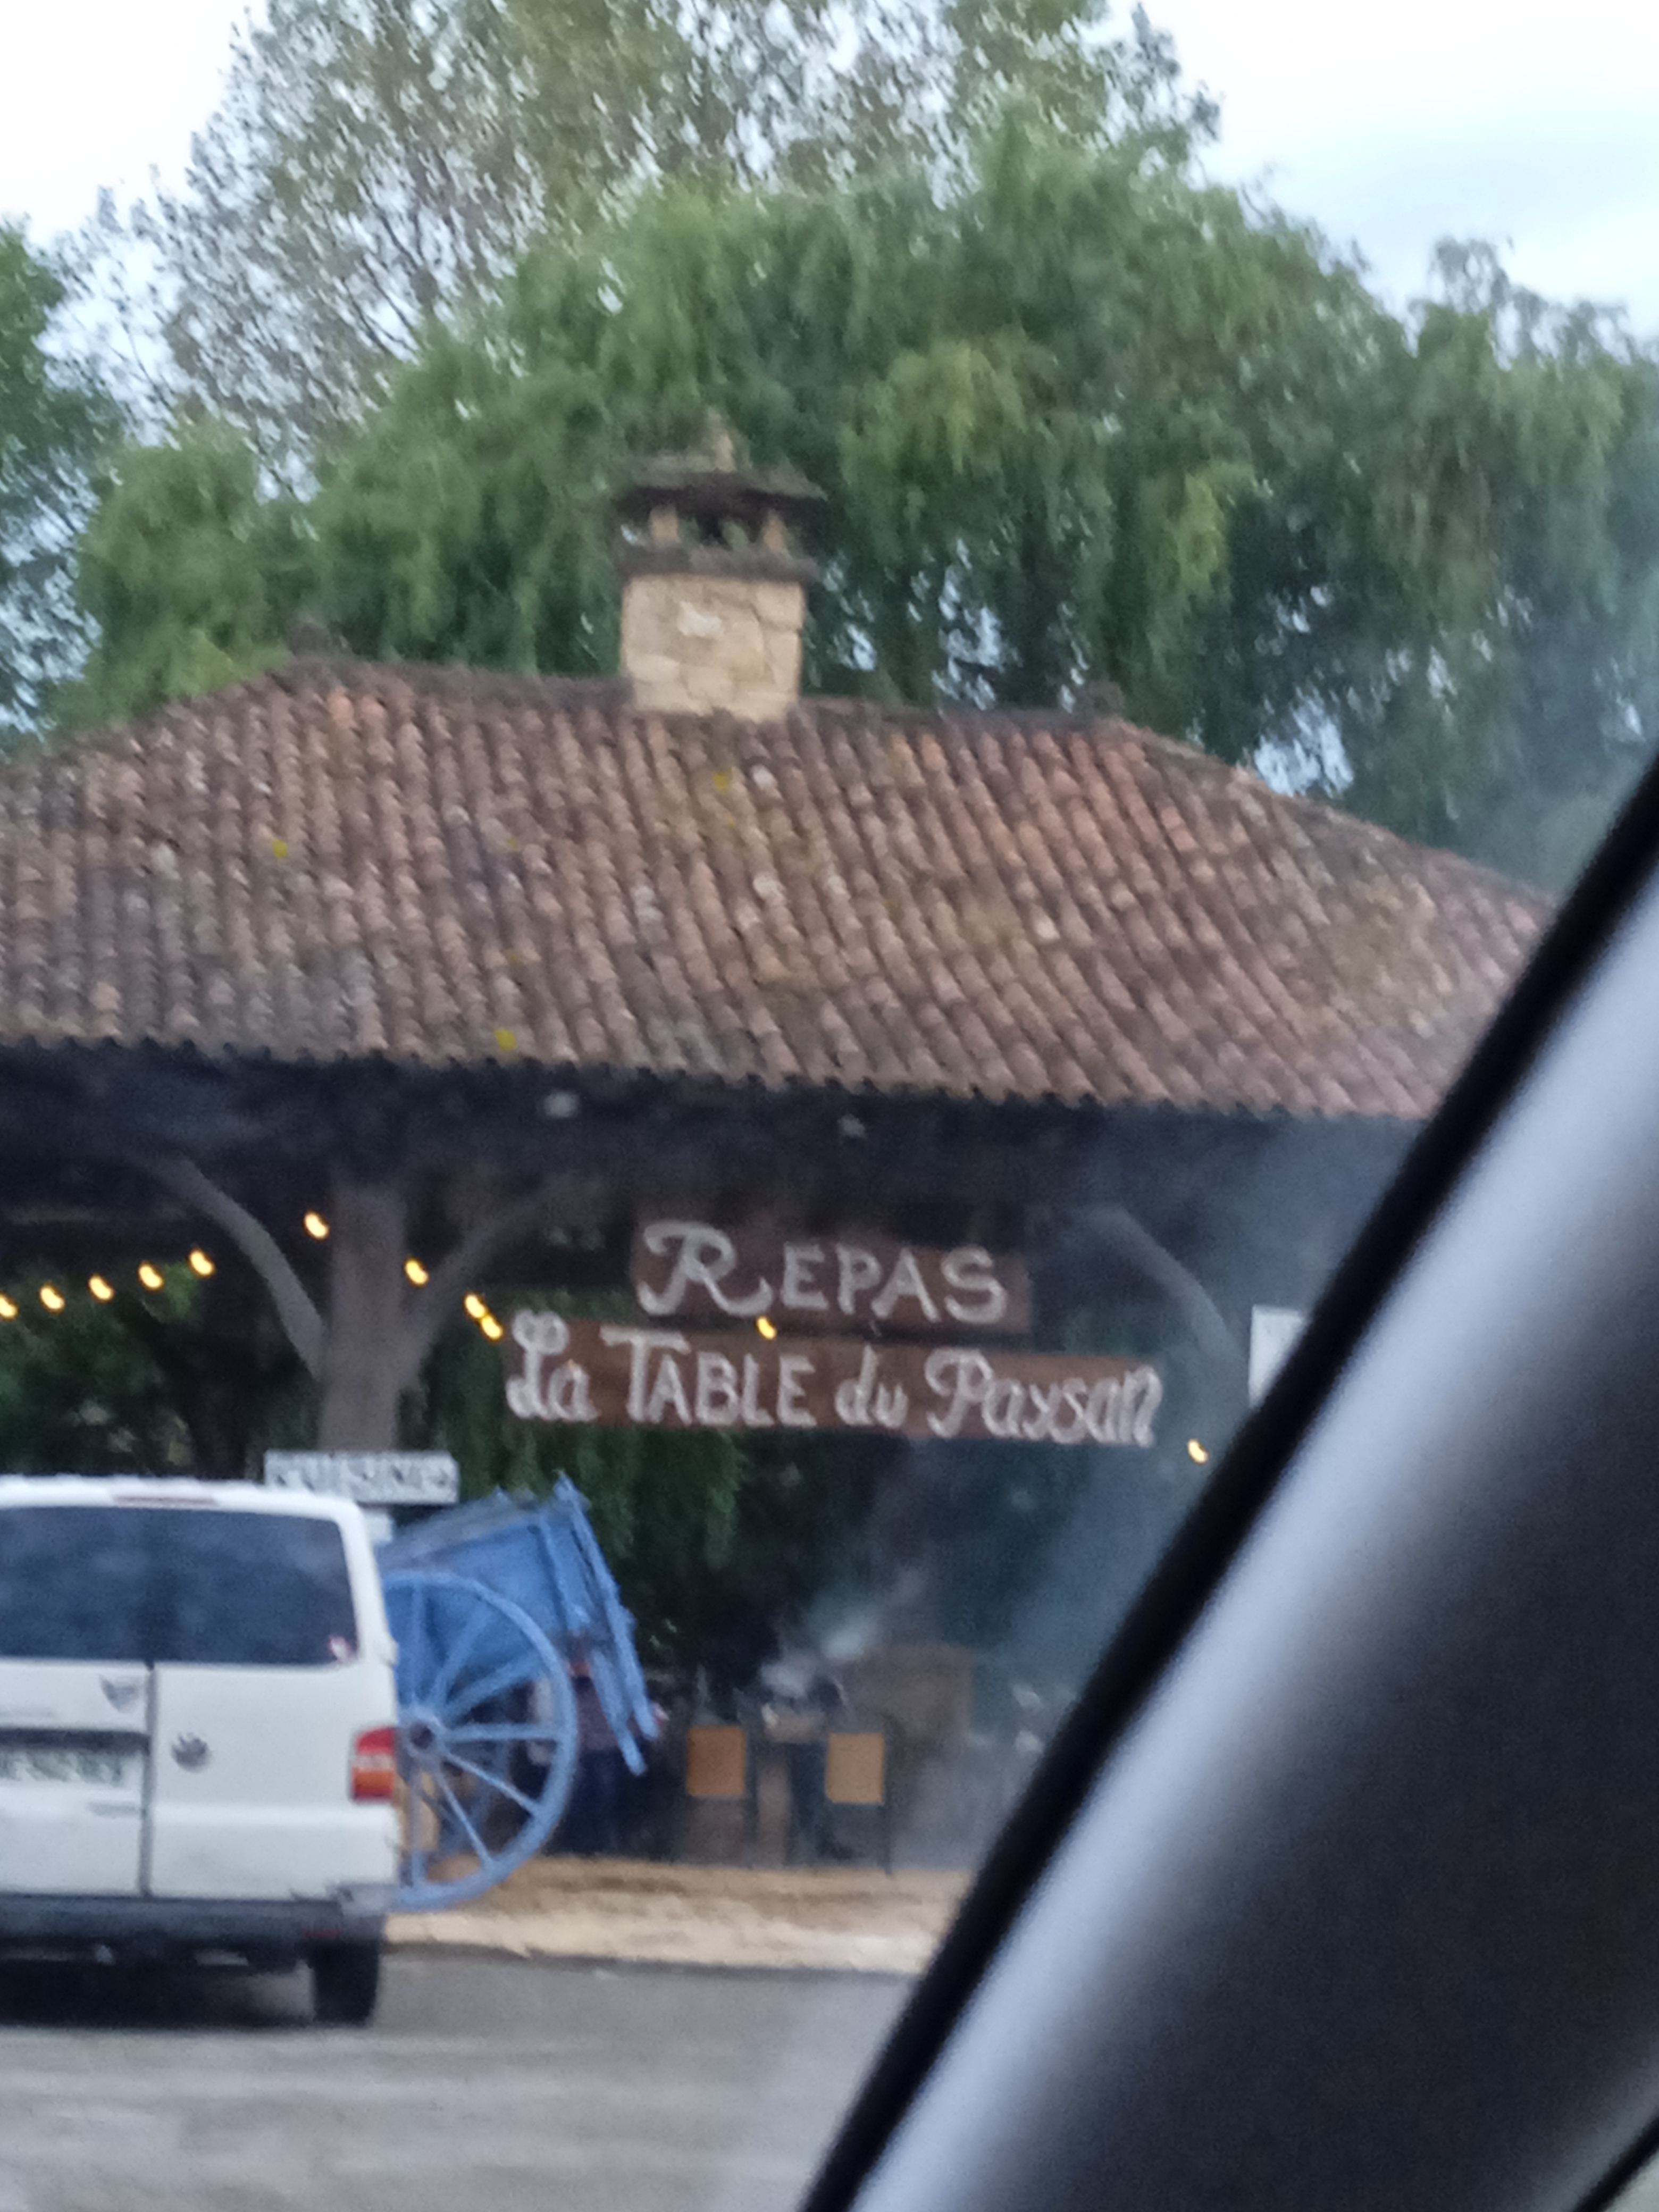 REPAS
La TABLE du Paysan